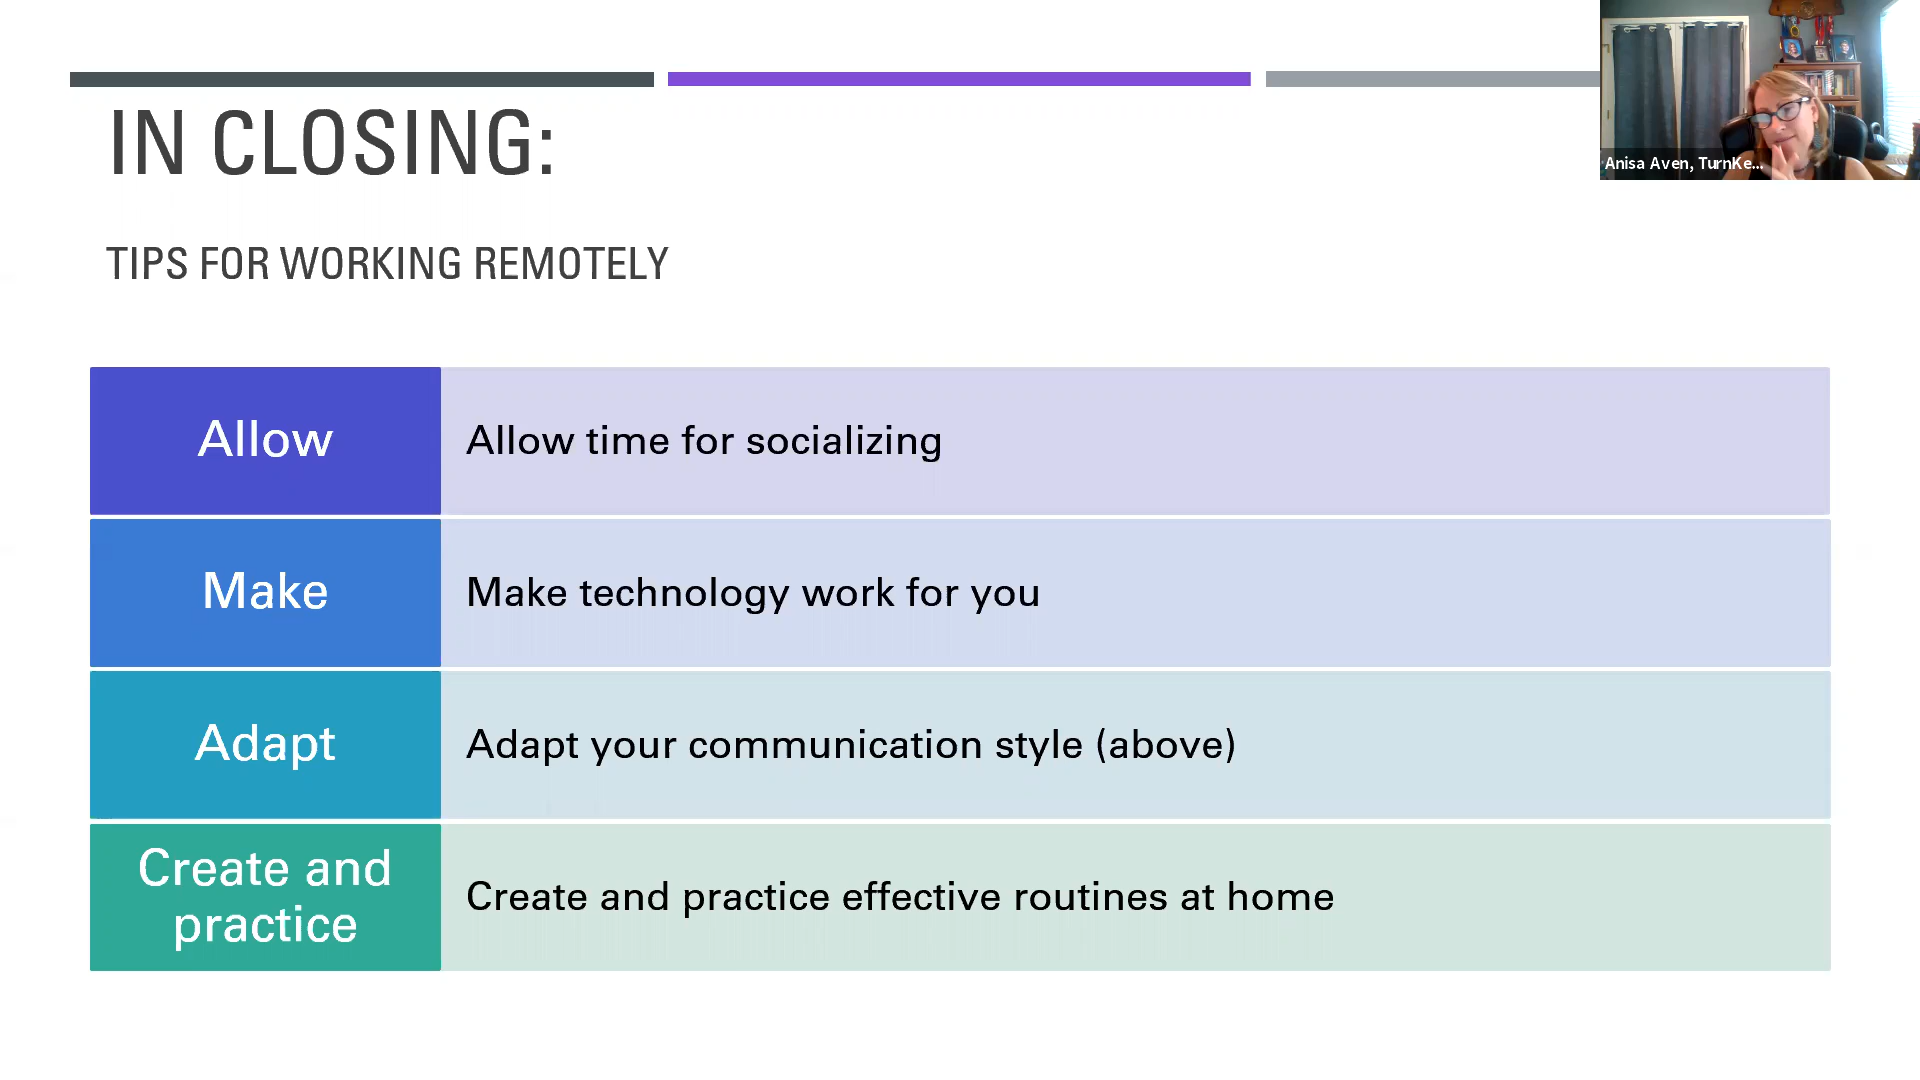 IN CLOSING:
TIPS FOR WORKING REMOTELY
Allow
Allow time for socializing
Make
Make technology work for you
Adapt
Adapt your communication style (above)
Create and
practice
Create and practice effective routines at home
Anisa Aven, TurnKe...